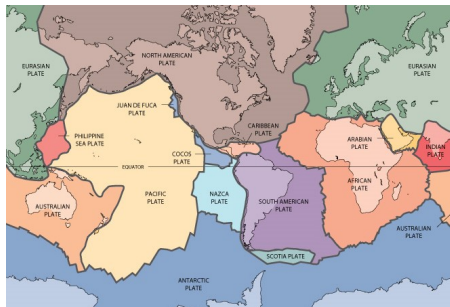 NORTH AMERICAN
PLATE
EURASIAN
PLATE
EURASIAN
PLATE
JUAN DE FUCA
PLATE
CARIBBEAN
PLATE
PHILIPPINE
SEA PLATE
ARABIAN
PLATE
INDIAN
PLATE
COCOS
PLATE
EQUATOR
AFRICAN
PLATE
PACIFIC
PLATE
NAZCA
PLATE
SOUTH AMERICAN
PLATE
AUSTRALIAN
PLATE
AUSTRALIAN
PLATE
SCOTIA PLATE
ANTARCTIC
PLATE